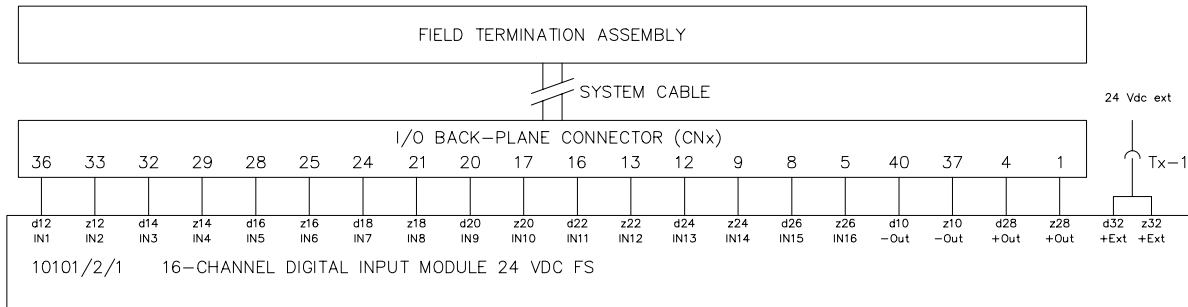 FIELD TERMINATION ASSEMBLY
SYSTEM CABLE
24 Vdc ext
I/O BACK-PLANE CONNECTOR (CNx)
36 33 32 29 28 25 24 21 20 17 16 13 12 9 8 5 40 37 4 1 Tx-1
d12 z12 d14 z14 d16 z16 d18 z18 d20 z20 d22 z22 d24 z24 d26 z26 d10 z10 d28 z28 d32 z32
IN1 IN2 IN3 IN4 IN5 IN6 IN7 IN8 IN9 IN10 IN11 IN12 IN13 IN14 IN15 IN16 -Out -Out +Out +Out +Ext +Ext
10101/2/1 16-CHANNEL DIGITAL INPUT MODULE 24 VDC FS